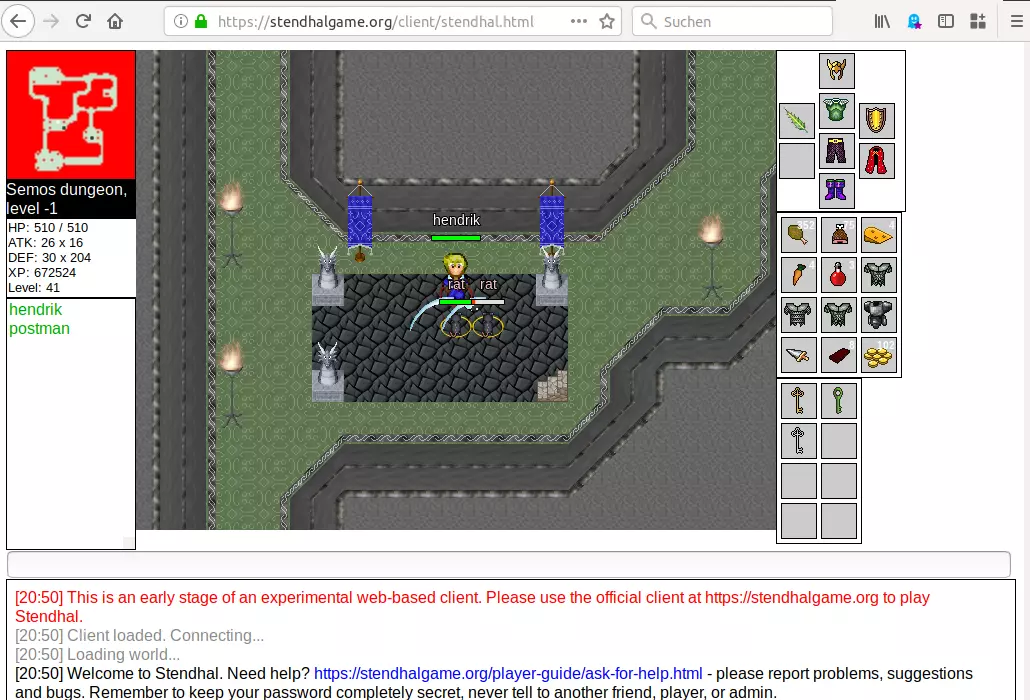 https://stendhalgame.org/client/stendhal.html
Suchen
Semos dungeon,
level -1
HP: 510 / 510
ATK: 26 x 16
DEF: 30 x 204
XP: 672524
Level: 41
hendrik
postman
hendrik
rat rat
352
75
4
102
[20:50] This is an early stage of an experimental web-based client. Please use the official client at https://stendhalgame.org to play
Stendhal.
[20:50] Client loaded. Connecting...
[20:50] Loading world...
[20:50] Welcome to Stendhal. Need help? https://stendhalgame.org/player-guide/ask-for-help.html - please report problems, suggestions
and bugs. Remember to keep your password completely secret, never tell to another friend, player, or admin.